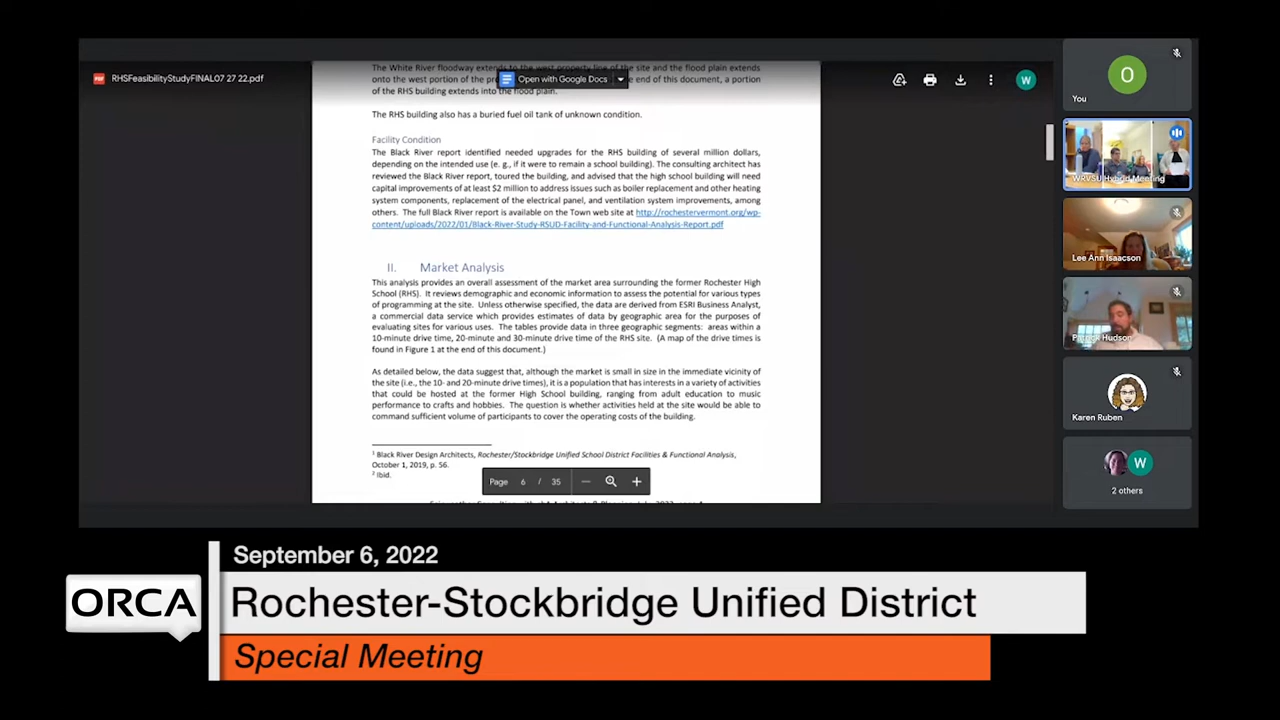 RHSFeasibilityStudyFINAL07 27 22.pdf
Open with Google Docs
W
The White River floodway extends to the west property line of the site and the flood plain extends
onto the west portion of the e end of this document, a portion
of the RHS building extends into the flood plain.
The RHS building also has a buried fuel oil tank of unknown condition.
Facility Condition
The Black River report identified needed upgrades for the RHS building of several million dollars,
depending on the intended use (e. g., if it were to remain a school building). The consulting architect has
reviewed the Black River report, toured the building, and advised that the high school building will need
capital improvements of at least $2 million to address issues such as boiler replacement and other heating
system components, replacement of the electrical panel, and ventilation system improvements, among
others. The full Black River report is available on the Town web site at http://rochestervermont.org/wp-
content/uploads/2022/01/Black-River-Study-RSUD-Facility-and-Functional-Analysis-Report.pdf
II. Market Analysis
This analysis provides an overall assessment of the market area surrounding the former Rochester High
School (RHS). It reviews demographic and economic information to assess the potential for various types
of programming at the site. Unless otherwise specified, the data are derived from ESRI Business Analyst,
a commercial data service which provides estimates of data by geographic area for the purposes of
evaluating sites for various uses. The tables provide data in three geographic segments: areas within a
10-minute drive time, 20-minute and 30-minute drive time of the RHS site. (A map of the drive times is
found in Figure 1 at the end of this document.)
As detailed below, the data suggest that, although the market is small in size in the immediate vicinity of
the site (i.e., the 10- and 20-minute drive times), it is a population that has interests in a variety of activities
that could be hosted at the former High School building, ranging from adult education to music
performance to crafts and hobbies. The question is whether activities held at the site would be able to
command sufficient volume of participants to cover the operating costs of the building.
1 Black River Design Architects, Rochester/Stockbridge Unified School District Facilities & Functional Analysis,
October 1, 2019, p. 56.
2 Ibid.
Page 6 / 35
O
You
WRVSU Hybrid Meeting
Lee Ann Isaacson
Patrick Hudson
Karen Ruben
W
2 others
September 6, 2022
ORCA
Rochester-Stockbridge Unified District
Special Meeting